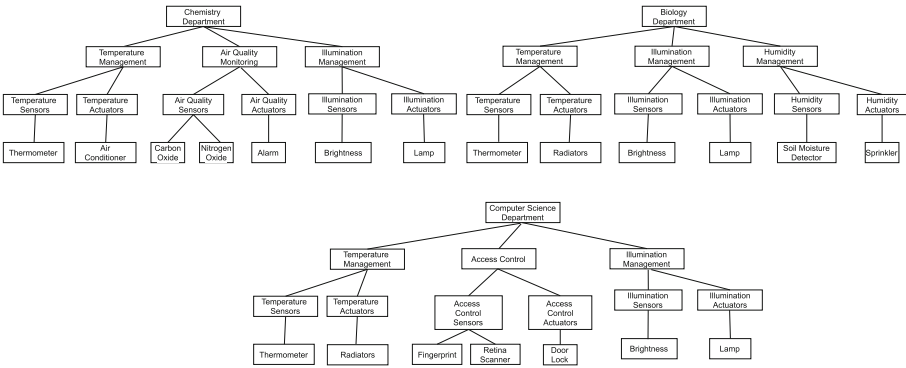 Chemistry
Department
Temperature
Management
Air Quality
Monitoring
Illumination
Management
Temperature
Sensors
Temperature
Actuators
Air Quality
Sensors
Air Quality
Actuators
Illumination
Sensors
Illumination
Actuators
Thermometer
Air
Conditioner
Carbon
Oxide
Nitrogen
Oxide
Alarm
Brightness
Lamp
Biology
Department
Temperature
Management
Illumination
Management
Humidity
Management
Temperature
Sensors
Temperature
Actuators
Illumination
Sensors
Illumination
Actuators
Humidity
Sensors
Humidity
Actuators
Thermometer
Radiators
Brightness
Lamp
Soil Moisture
Detector
Sprinkler
Computer Science
Department
Temperature
Management
Access Control
Illumination
Management
Temperature
Sensors
Temperature
Actuators
Access
Control
Sensors
Access
Control
Actuators
Illumination
Sensors
Illumination
Actuators
Thermometer
Radiators
Fingerprint
Retina
Scanner
Door
Lock
Brightness
Lamp